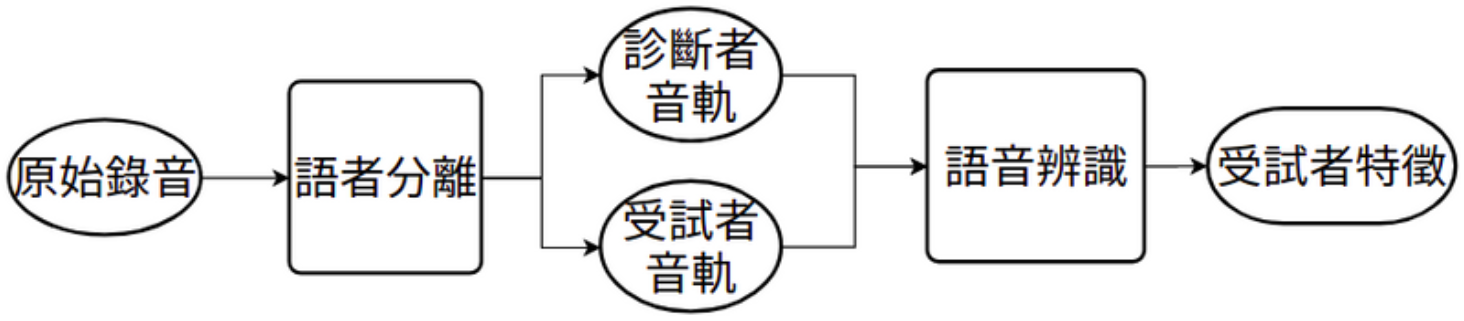 原始錄音
語者分離
診斷者
音軌
受試者
音軌
語音辨識
受試者特徵